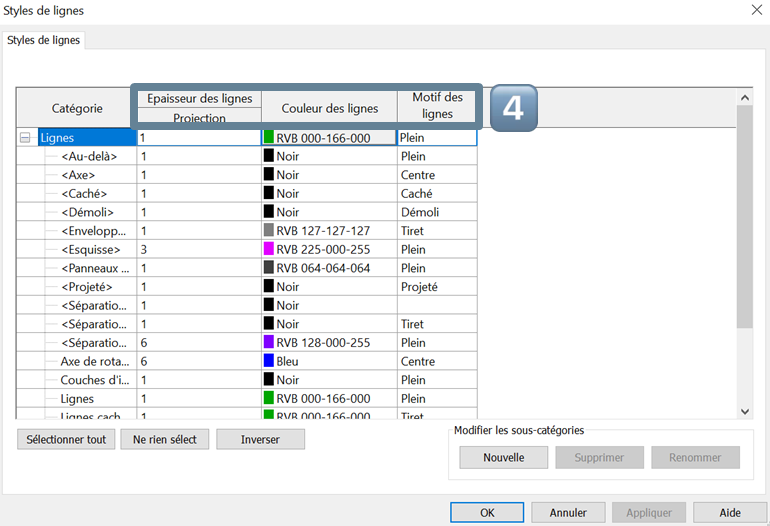 Styles de lignes
Styles de lignes
Catégorie Epaisseur des lignes Couleur des lignes Motif des lignes
Projection
4
Lignes 1 RVB 000-166-000 Plein
<Au-delà> 1 Noir Plein
<Axe> 1 Noir Centre
<Caché> 1 Noir Caché
<Démoli> 1 Noir Démoli
<Envelopp... 1 RVB 127-127-127 Tiret
<Esquisse> 3 RVB 225-000-255 Plein
<Panneaux ... 1 RVB 064-064-064 Plein
<Projeté> 1 Noir Projeté
<Séparatio... 1 Noir
<Séparatio... 1 Noir Tiret
<Séparatio... 6 RVB 128-000-255 Plein
Axe de rota... 6 Bleu Centre
Couches d'i... 1 Noir Plein
Lignes 1 RVB 000-166-000 Plein
Lignes cach... 1 RVB 000-166-000 Tiret
Sélectionner tout Ne rien sélect Inverser
Modifier les sous-catégories
Nouvelle Supprimer Renommer
OK Annuler Appliquer Aide